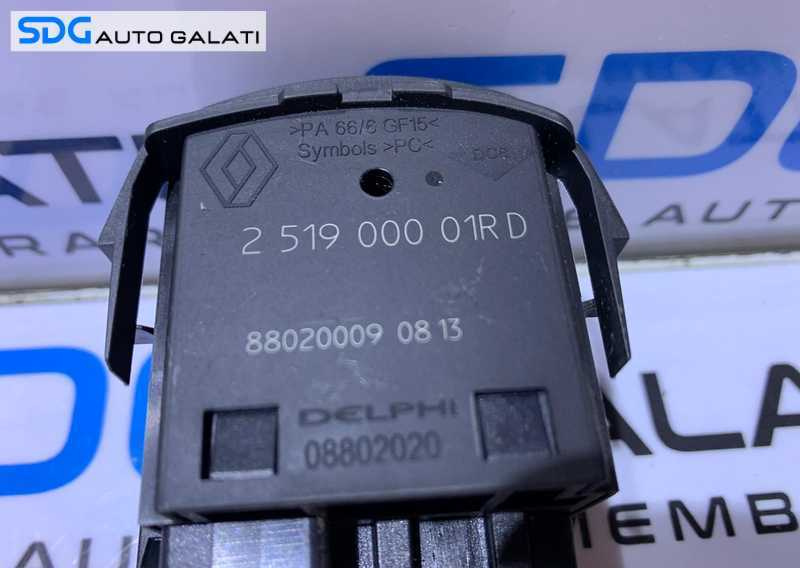 SDG AUTO GALATI
>PA 66/6 GF15<
Symbols >PC<
2 519 000 01R D
88020009 08 13
DELPHI
08802020